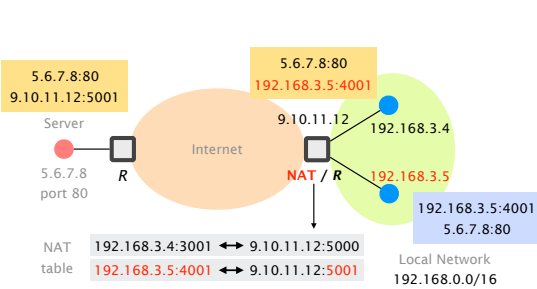 5.6.7.8:80
9.10.11.12:5001
Server
5.6.7.8
port 80
R
Internet
5.6.7.8:80
192.168.3.5:4001
9.10.11.12
NAT / R
192.168.3.4
192.168.3.5
192.168.3.5:4001
5.6.7.8:80
Local Network
192.168.0.0/16
NAT
table
192.168.3.4:3001 ↔ 9.10.11.12:5000
192.168.3.5:4001 ↔ 9.10.11.12:5001